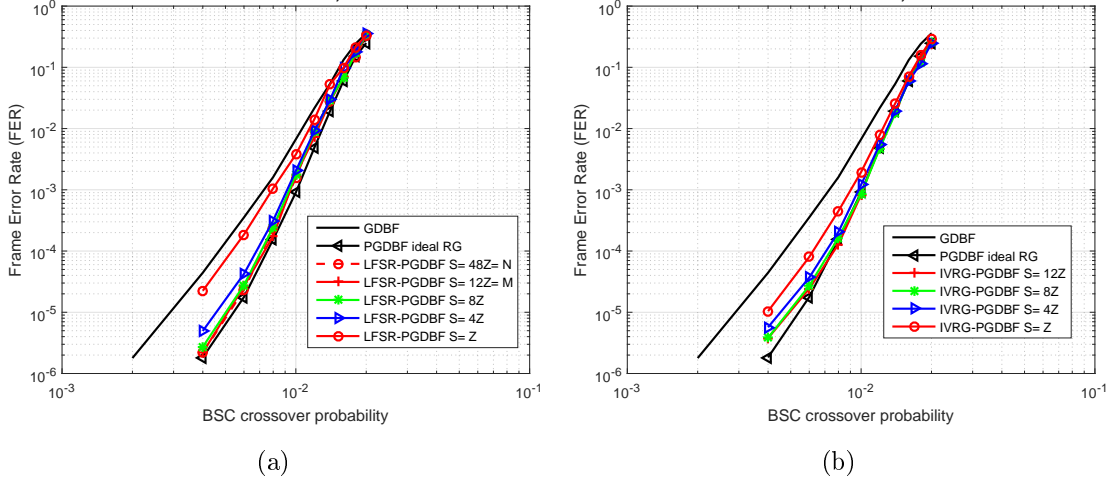 10^0
10^-1
10^-2
10^-3
10^-4
10^-5
10^-6
Frame Error Rate (FER)
GDBF
PGDBF ideal RG
LFSR-PGDBF S= 48Z= N
LFSR-PGDBF S= 12Z= M
LFSR-PGDBF S= 8Z
LFSR-PGDBF S= 4Z
LFSR-PGDBF S= Z
10^-3
10^-2
10^-1
BSC crossover probability
(a)
10^0
10^-1
10^-2
10^-3
10^-4
10^-5
10^-6
Frame Error Rate (FER)
GDBF
PGDBF ideal RG
IVRG-PGDBF S= 12Z
IVRG-PGDBF S= 8Z
IVRG-PGDBF S= 4Z
IVRG-PGDBF S= Z
10^-3
10^-2
10^-1
BSC crossover probability
(b)